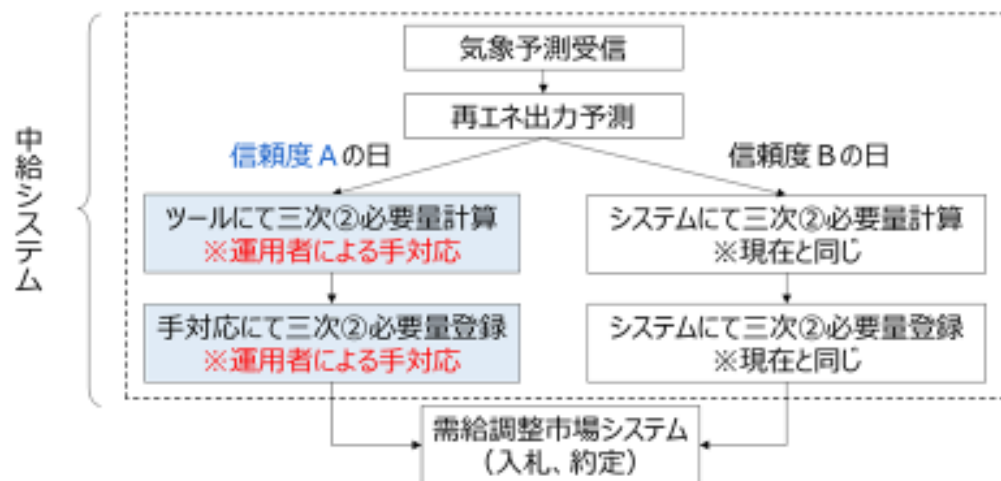 中給システム
気象予測受信
再エネ出力予測
信頼度Aの日
信頼度Bの日
ツールにて三次②必要量計算
※運用者による手対応
システムにて三次②必要量計算
※現在と同じ
手対応にて三次②必要量登録
※運用者による手対応
システムにて三次②必要量登録
※現在と同じ
需給調整市場システム
（入札、約定）